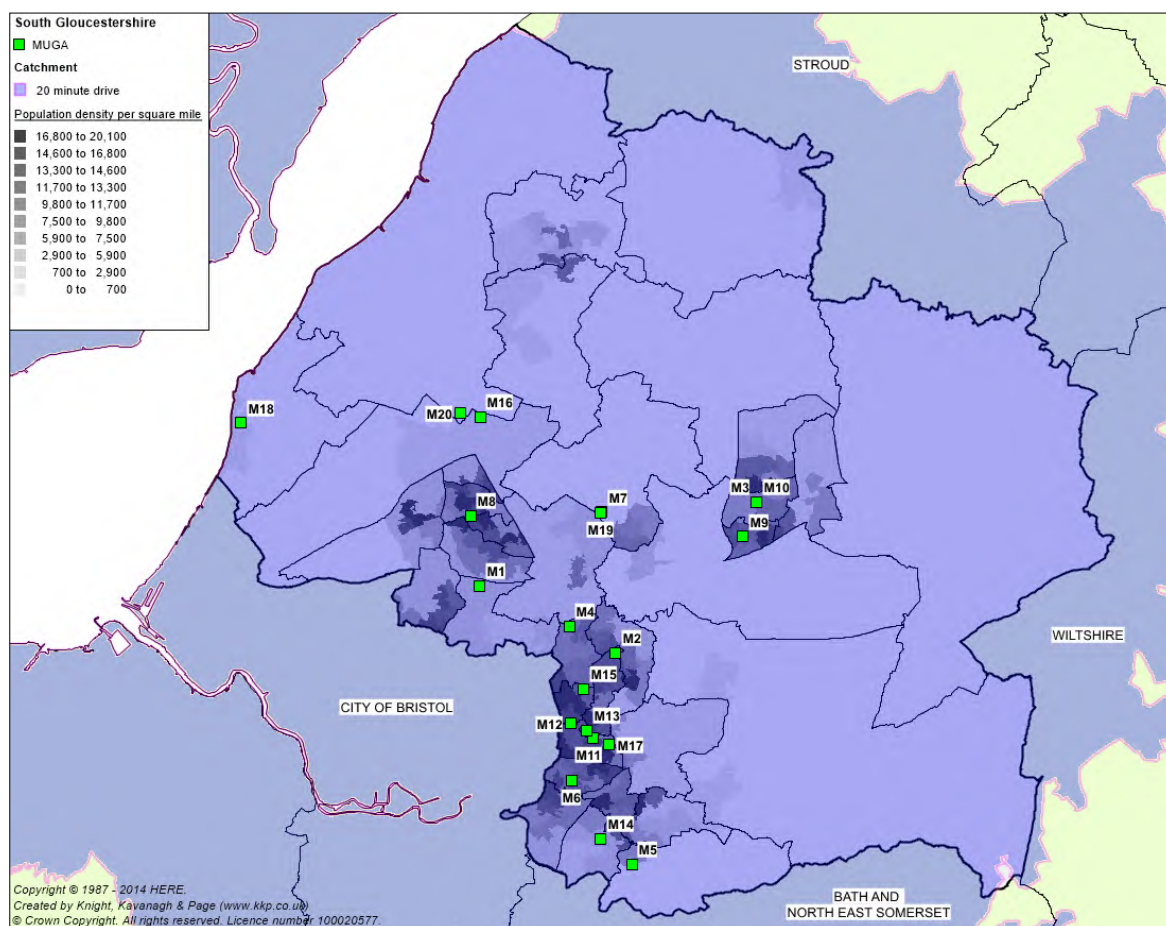 South Gloucestershire
MUGA
Catchment
20 minute drive
Population density per square mile
16,800 to 20,100
14,600 to 16,800
13,300 to 14,600
11,700 to 13,300
9,800 to 11,700
7,500 to 9,800
5,900 to 7,500
2,900 to 5,900
700 to 2,900
0 to 700
STROUD
M18
M20
M16
M8
M7
M19
M3
M10
M9
M1
M4
M2
WILTSHIRE
M15
CITY OF BRISTOL
M12
M13
M11
M17
M6
M14
M5
BATH AND
NORTH EAST SOMERSET
Copyright © 1987 - 2014 HERE.
Created by Knight, Kavanagh & Page (www.kkp.co.uk)
© Crown Copyright. All rights reserved. Licence number 100020577.